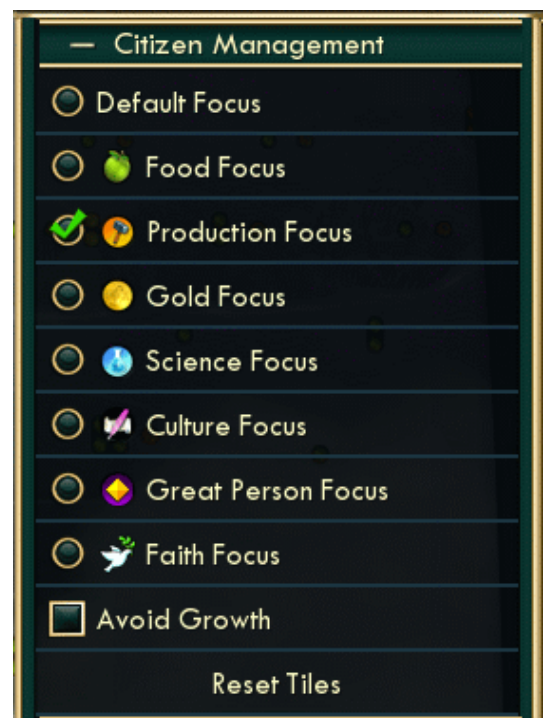 – Citizen Management
Default Focus
Food Focus
Production Focus
Gold Focus
Science Focus
Culture Focus
Great Person Focus
Faith Focus
Avoid Growth
Reset Tiles